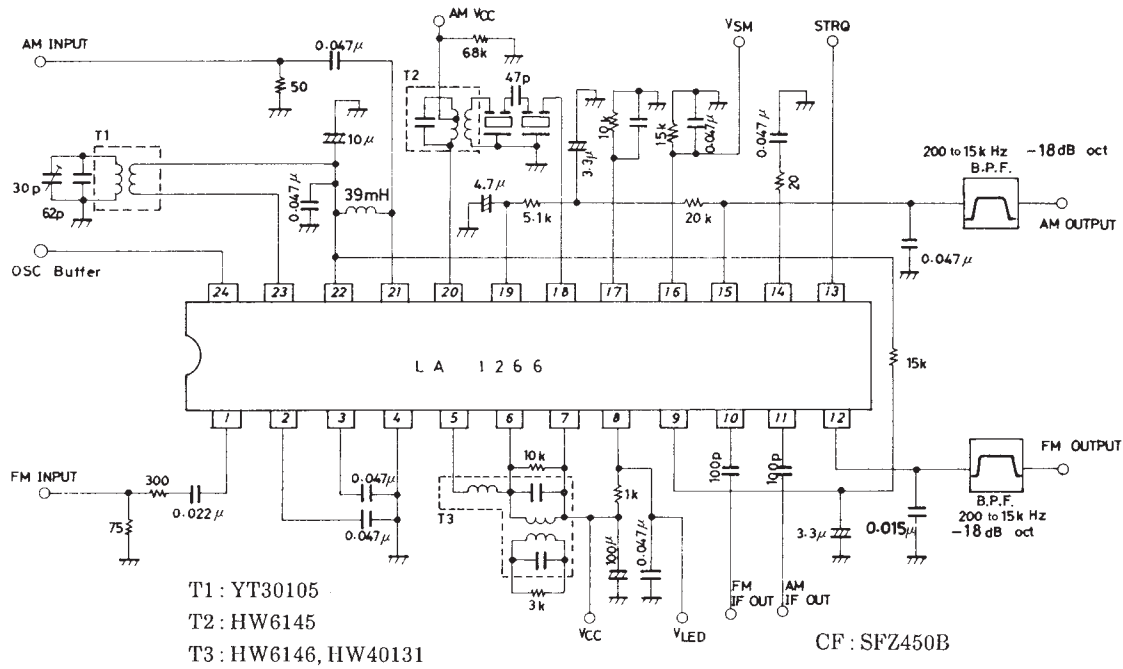 AM INPUT
0.047μ
50
AM VCC
68k
T2
47p
VSM
STRQ
T1
10μ
3.3μ
10k
15k
0.047μ
0.047μ
20
200 to 15k Hz -18dB oct
B.P.F.
AM OUTPUT
30p
62p
0.047μ
39mH
4.7μ
5.1k
20k
0.047μ
OSC Buffer
24 23 22 21 20 19 18 17 16 15 14 13
LA 1266
15k
1 2 3 4 5 6 7 8 9 10 11 12
FM INPUT
300
0.022μ
75
0.047μ
0.047μ
10k
T3
3k
1k
100μ
0.047μ
100p
100p
3.3μ
0.015μ
FM OUTPUT
B.P.F.
200 to 15k Hz
-18dB oct
VCC
VLED
FM
IF OUT
AM
IF OUT
T1 : YT30105
T2 : HW6145
T3 : HW6146, HW40131
CF : SFZ450B